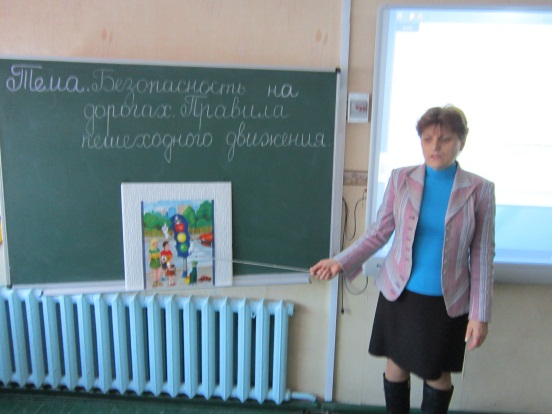 Тема. Безопасность на
дорогах. Правила
пешеходного движения.